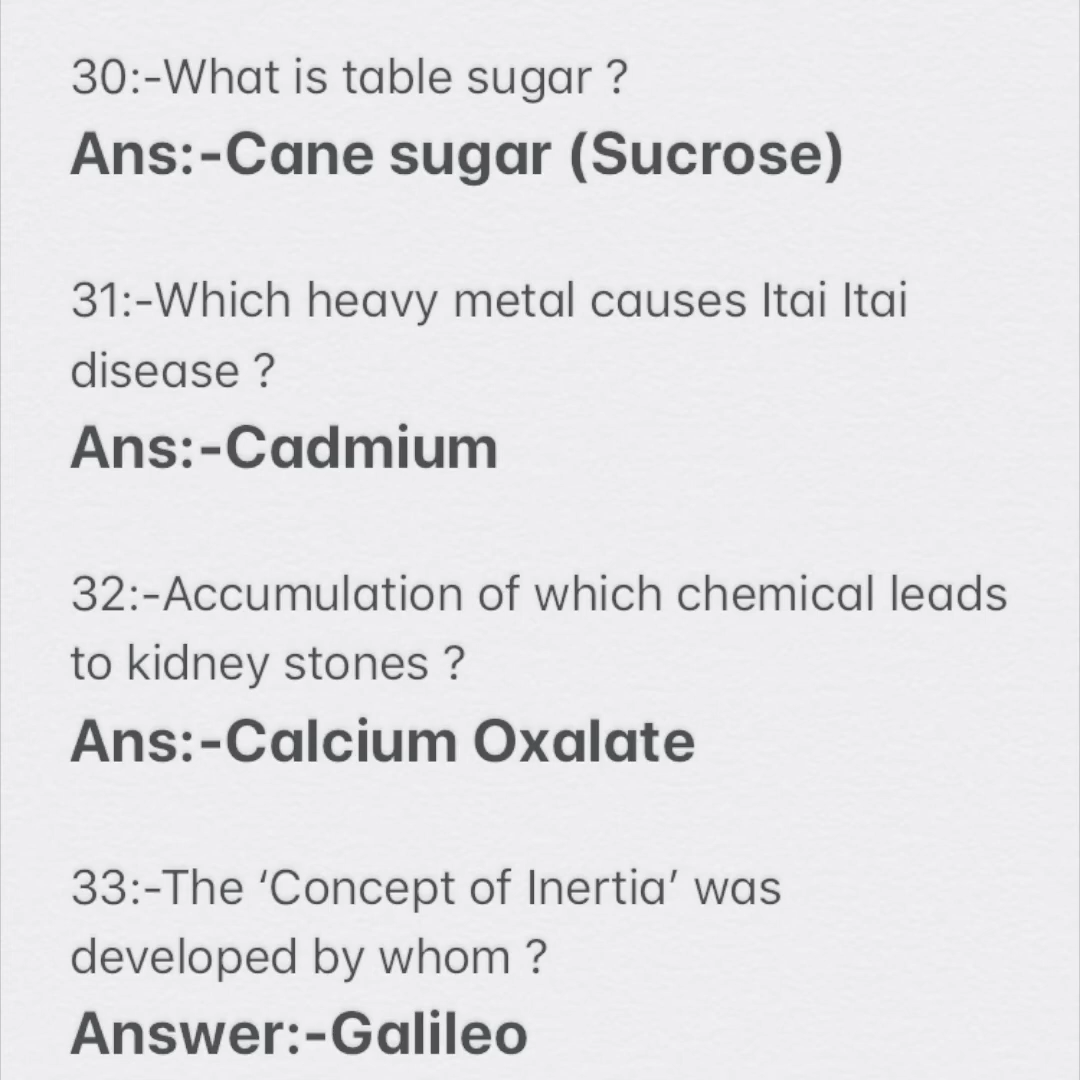 30:-What is table sugar ?
Ans:-Cane sugar (Sucrose)
31:-Which heavy metal causes Itai Itai
disease ?
Ans:-Cadmium
32:-Accumulation of which chemical leads
to kidney stones ?
Ans:-Calcium Oxalate
33:-The ‘Concept of Inertia’ was
developed by whom ?
Answer:-Galileo